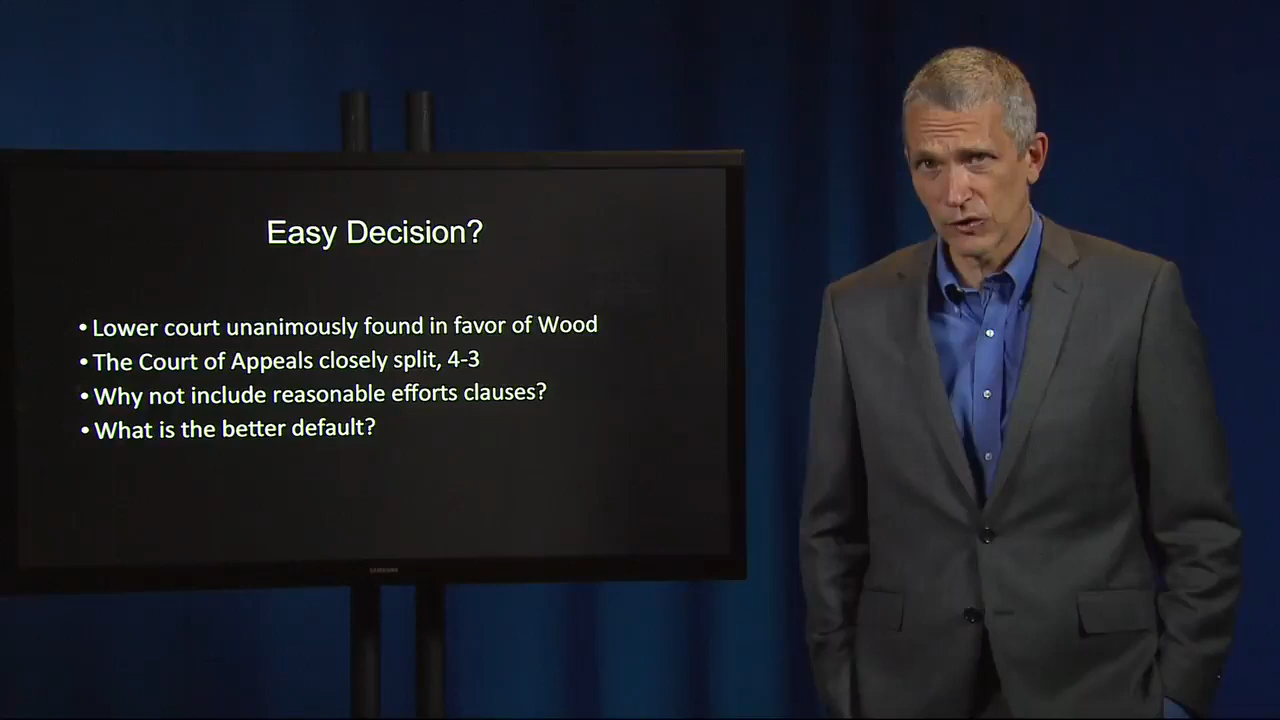 Easy Decision?
• Lower court unanimously found in favor of Wood
• The Court of Appeals closely split, 4-3
• Why not include reasonable efforts clauses?
• What is the better default?
SAMSUNG